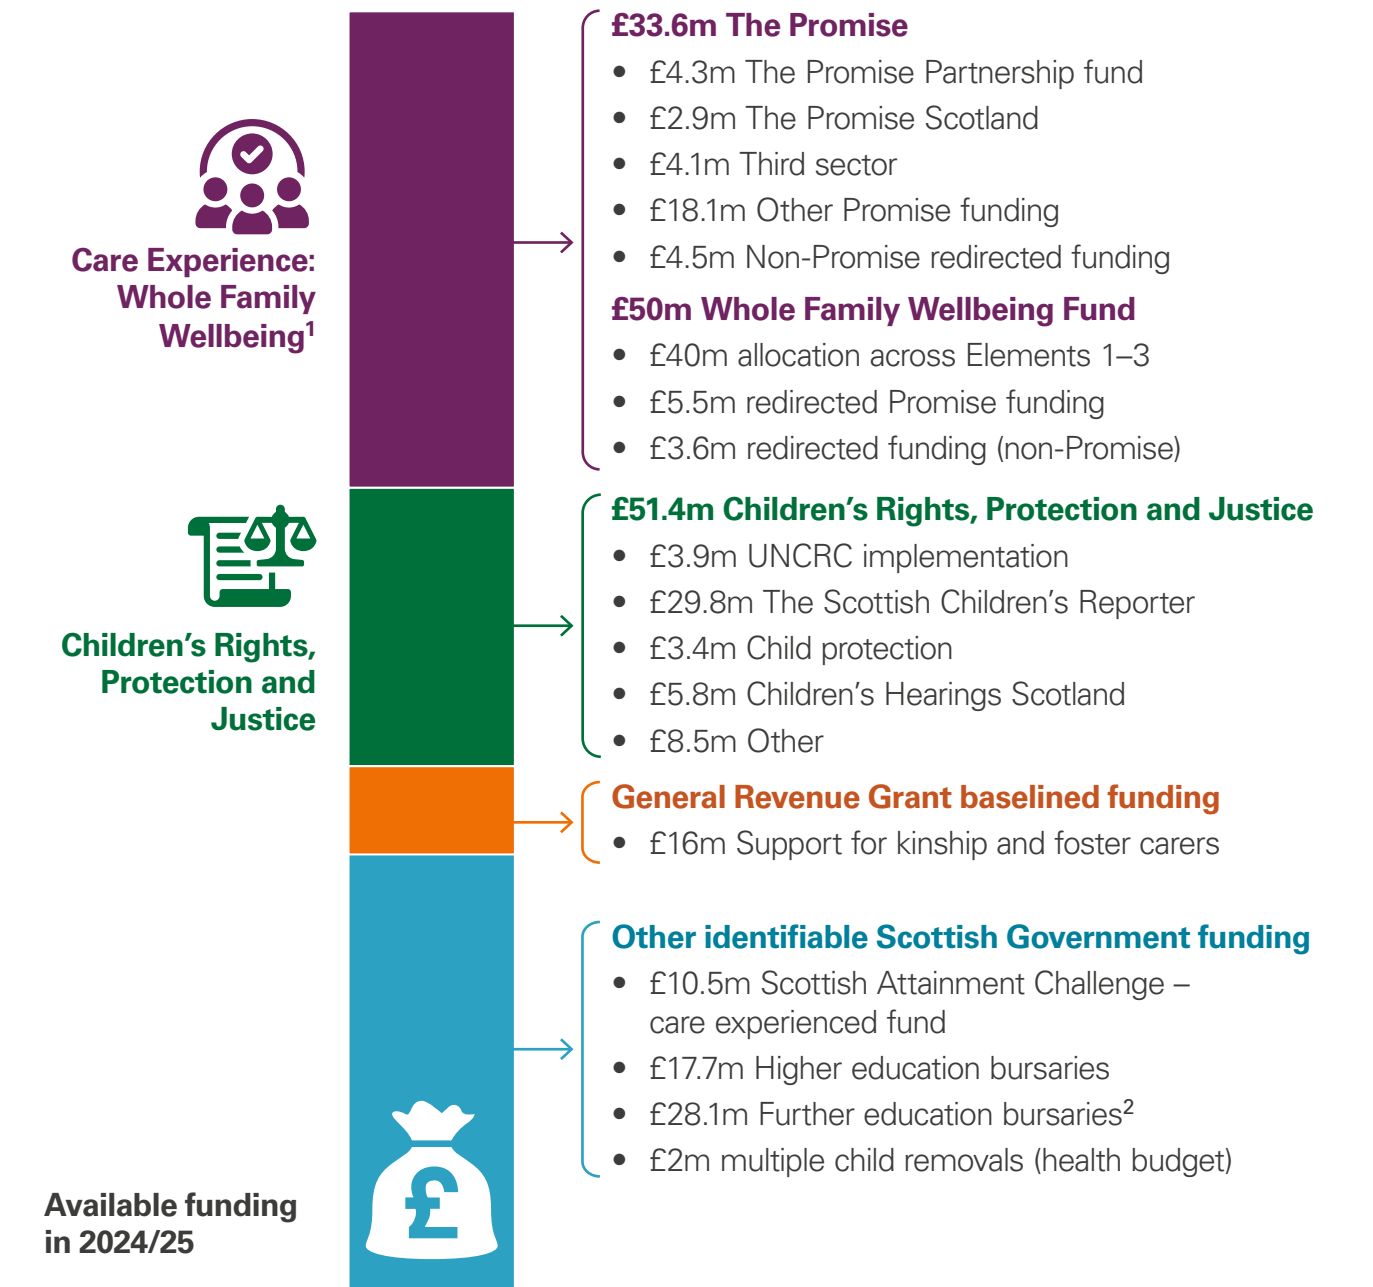 Care Experience:
Whole Family
Wellbeing¹
£33.6m The Promise
• £4.3m The Promise Partnership fund
• £2.9m The Promise Scotland
• £4.1m Third sector
• £18.1m Other Promise funding
• £4.5m Non-Promise redirected funding
£50m Whole Family Wellbeing Fund
• £40m allocation across Elements 1–3
• £5.5m redirected Promise funding
• £3.6m redirected funding (non-Promise)
Children’s Rights,
Protection and
Justice
£51.4m Children’s Rights, Protection and Justice
• £3.9m UNCRC implementation
• £29.8m The Scottish Children’s Reporter
• £3.4m Child protection
• £5.8m Children’s Hearings Scotland
• £8.5m Other
General Revenue Grant baselined funding
• £16m Support for kinship and foster carers
Other identifiable Scottish Government funding
• £10.5m Scottish Attainment Challenge –
care experienced fund
• £17.7m Higher education bursaries
• £28.1m Further education bursaries²
• £2m multiple child removals (health budget)
£
Available funding
in 2024/25